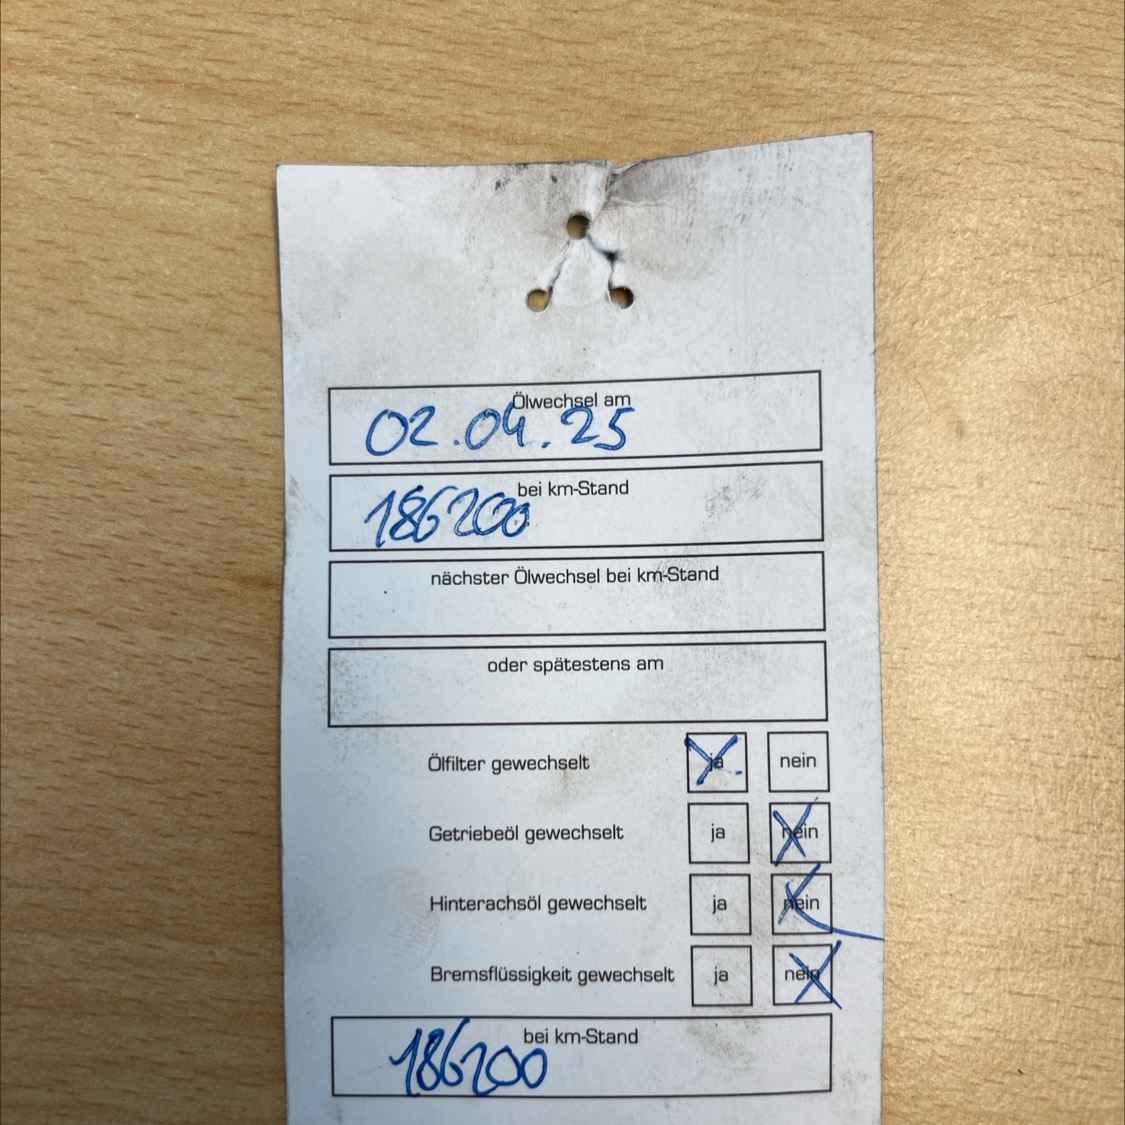 Ölwechsel am
02.04.25
bei km-Stand
186200
nächster Ölwechsel bei km-Stand
oder spätestens am
Ölfilter gewechselt ja nein
Getriebeöl gewechselt ja nein
Hinterachsöl gewechselt ja nein
Bremsflüssigkeit gewechselt ja nein
bei km-Stand
186200